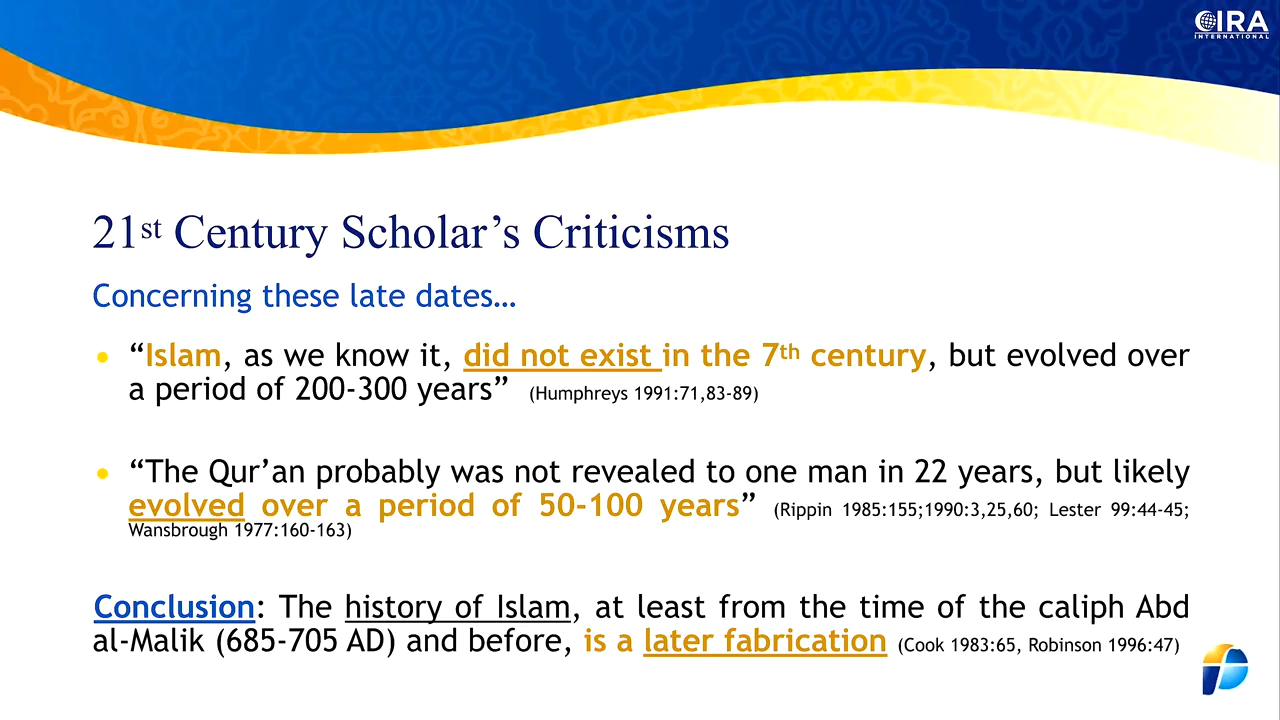 CIRA
INTERNATIONAL
21st Century Scholar’s Criticisms
Concerning these late dates…
• “Islam, as we know it, did not exist in the 7th century, but evolved over
a period of 200-300 years” (Humphreys 1991:71,83-89)
• “The Qur’an probably was not revealed to one man in 22 years, but likely
evolved over a period of 50-100 years” (Rippin 1985:155;1990:3,25,60; Lester 99:44-45;
Wansbrough 1977:160-163)
Conclusion: The history of Islam, at least from the time of the caliph Abd
al-Malik (685-705 AD) and before, is a later fabrication (Cook 1983:65, Robinson 1996:47)